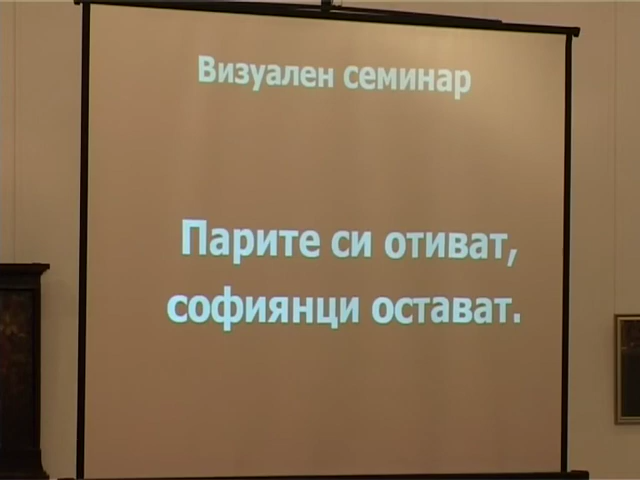 Визуален семинар
Парите си отиват,
софиянци остават.